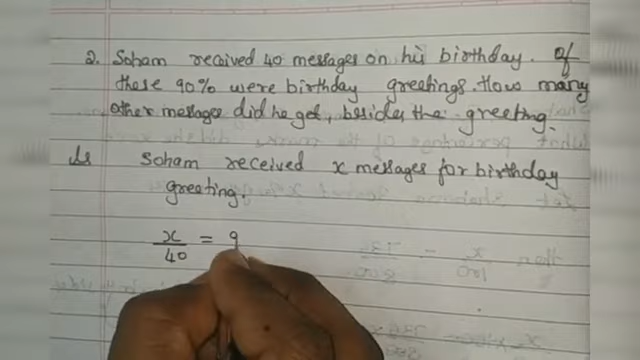 2. Soham received 40 messages on his birthday. Of
these 90% were birthday greetings. How many
other messages did he get, besides the greeting.
Soham received x messages for birthday
greeting.
x/40 = 9